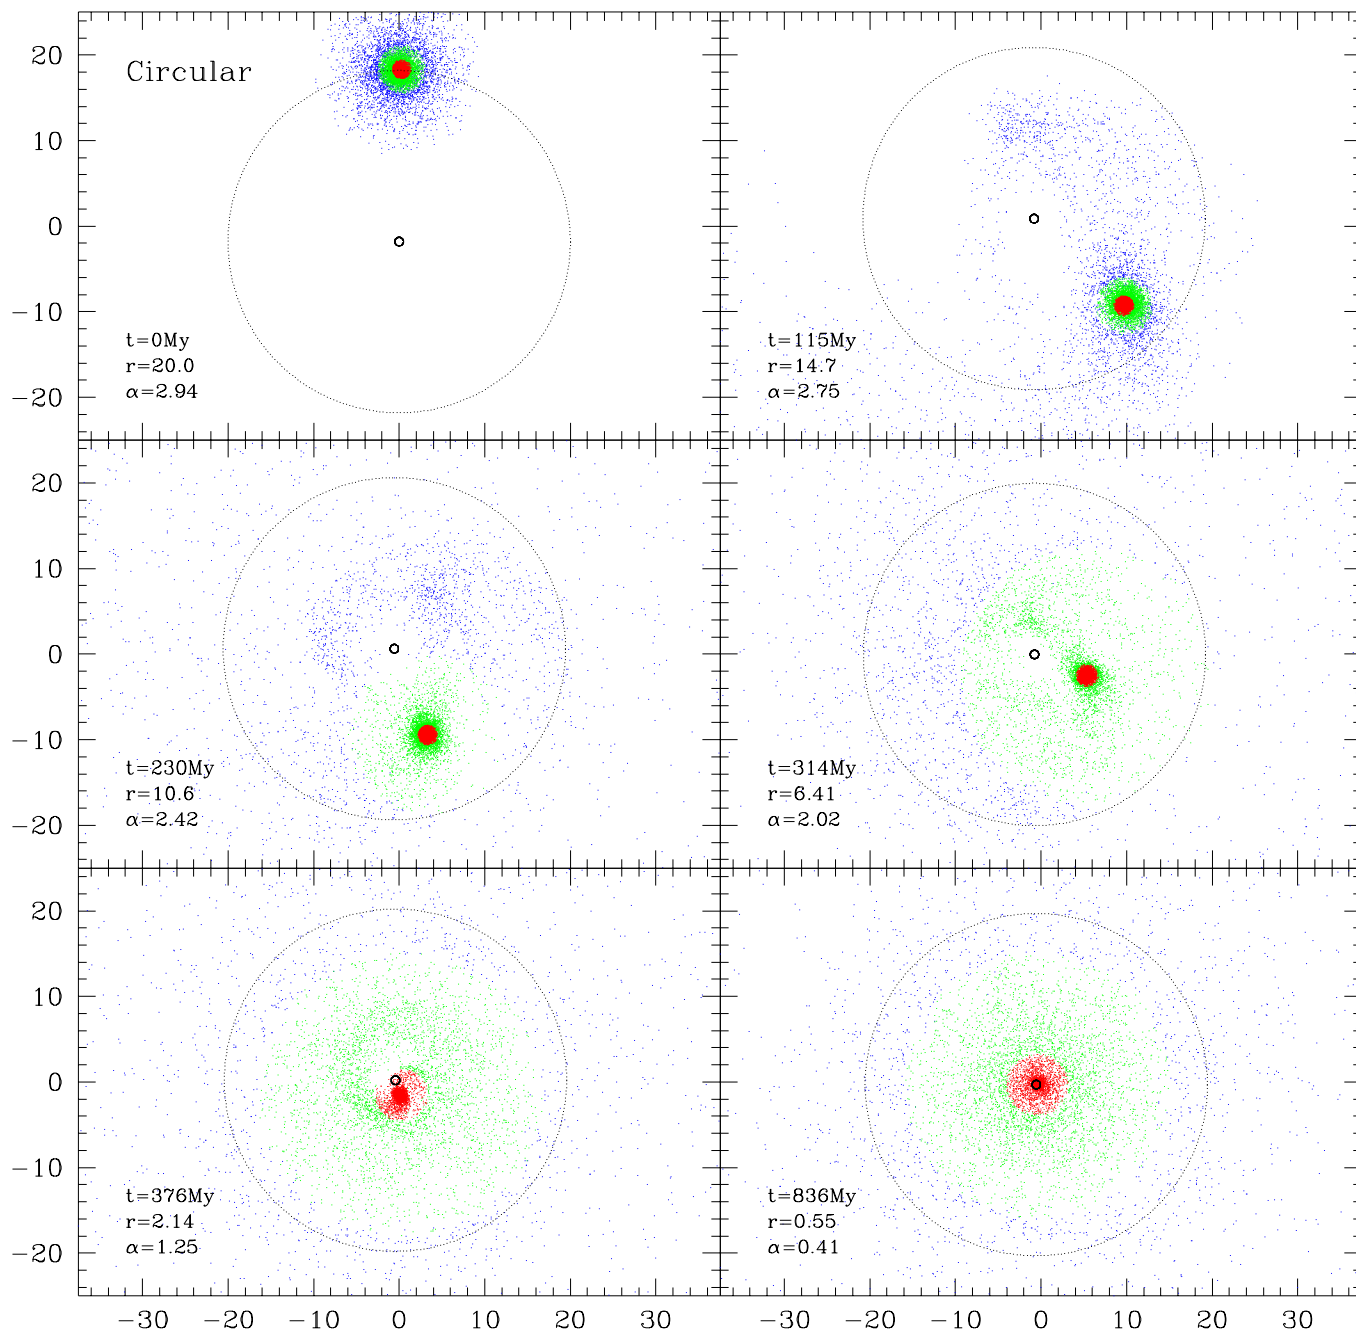 20
10
0
−10
−20
Circular
t=0My
r=20.0
α=2.94
t=115My
r=14.7
α=2.75
20
10
0
−10
−20
t=230My
r=10.6
α=2.42
t=314My
r=6.41
α=2.02
20
10
0
−10
−20
t=376My
r=2.14
α=1.25
t=836My
r=0.55
α=0.41
−30 −20 −10 0 10 20 30
−30 −20 −10 0 10 20 30